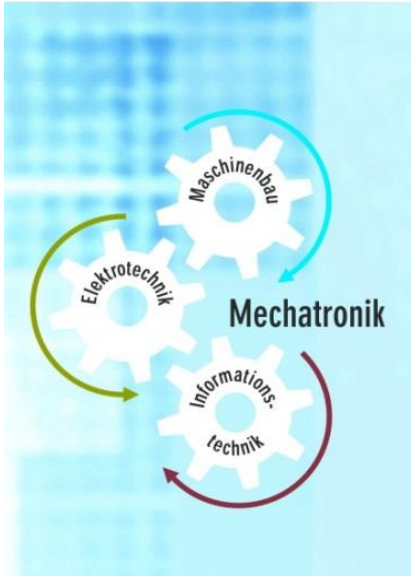 Maschinenbau
Elektrotechnik
Mechatronik
Informations-
technik